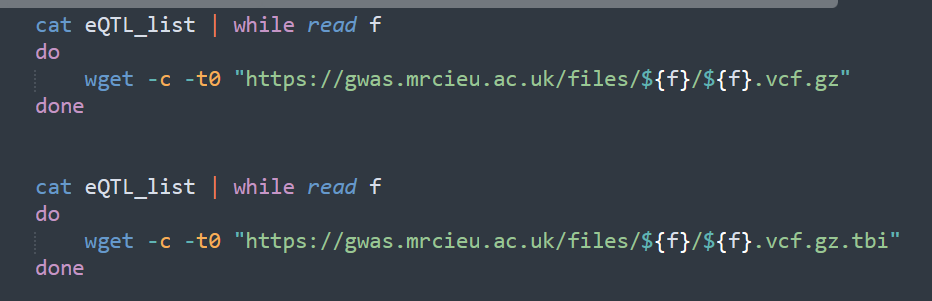 cat eQTL_list | while read f
do
    wget -c -t0 "https://gwas.mrcieu.ac.uk/files/${f}/${f}.vcf.gz"
done
cat eQTL_list | while read f
do
    wget -c -t0 "https://gwas.mrcieu.ac.uk/files/${f}/${f}.vcf.gz.tbi"
done